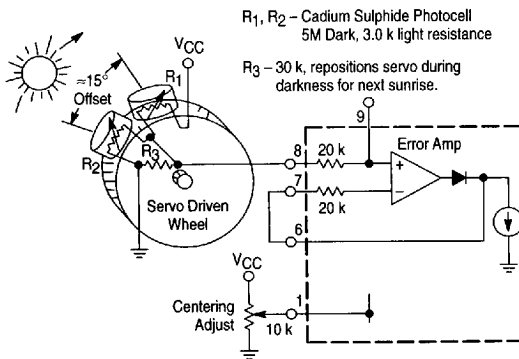 R1, R2 – Cadium Sulphide Photocell
5M Dark, 3.0 k light resistance
R3 – 30 k, repositions servo during
darkness for next sunrise.
VCC
≈15°
Offset
R1
R2
R3
Servo Driven
Wheel
9
8
20 k
Error Amp
+
7
20 k
–
6
VCC
Centering
Adjust
1
10 k